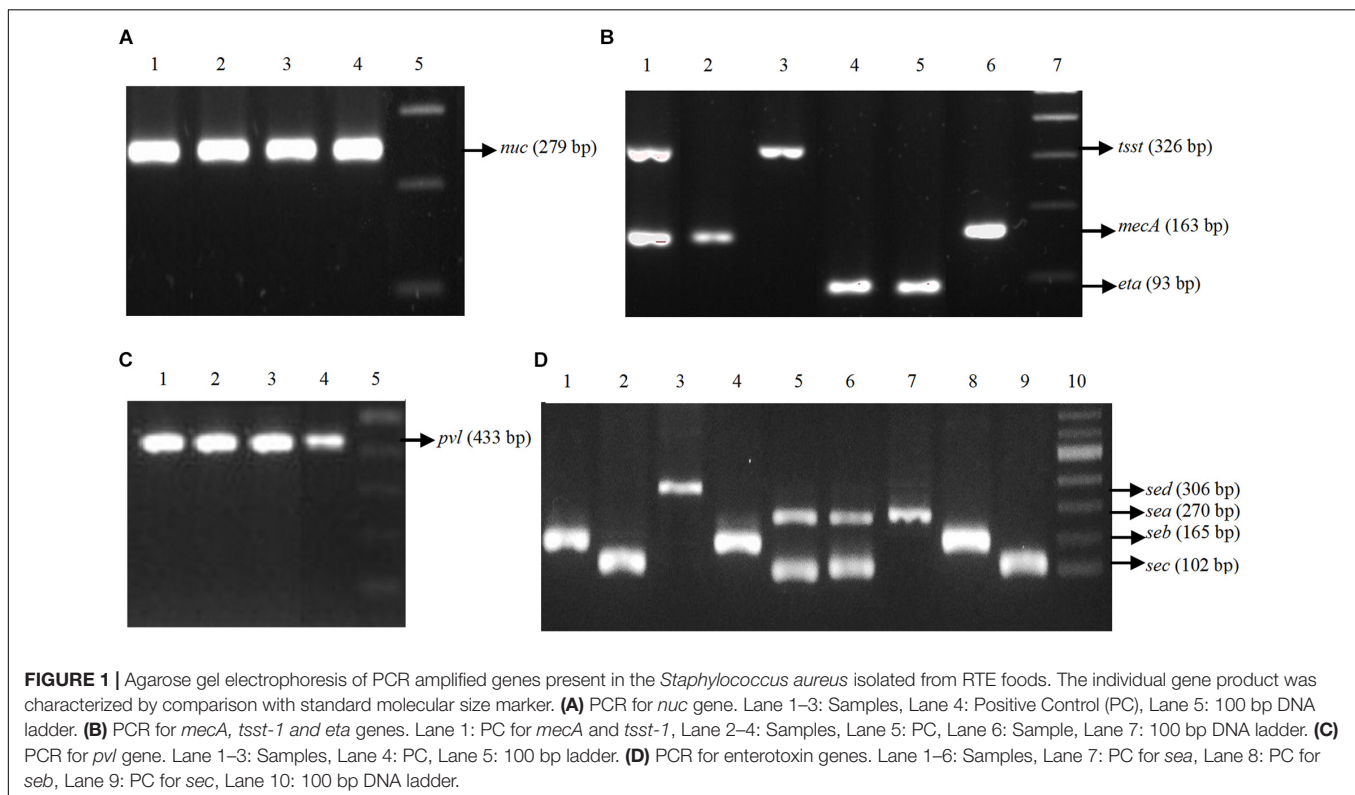 A
1 2 3 4 5
nuc (279 bp)
B
1 2 3 4 5 6 7
tsst (326 bp)
mecA (163 bp)
eta (93 bp)
C
1 2 3 4 5
pvl (433 bp)
D
1 2 3 4 5 6 7 8 9 10
sed (306 bp)
sea (270 bp)
seb (165 bp)
sec (102 bp)
FIGURE 1 | Agarose gel electrophoresis of PCR amplified genes present in the Staphylococcus aureus isolated from RTE foods. The individual gene product was
characterized by comparison with standard molecular size marker. (A) PCR for nuc gene. Lane 1–3: Samples, Lane 4: Positive Control (PC), Lane 5: 100 bp DNA
ladder. (B) PCR for mecA, tsst-1 and eta genes. Lane 1: PC for mecA and tsst-1, Lane 2–4: Samples, Lane 5: PC, Lane 6: Sample, Lane 7: 100 bp DNA ladder. (C)
PCR for pvl gene. Lane 1–3: Samples, Lane 4: PC, Lane 5: 100 bp ladder. (D) PCR for enterotoxin genes. Lane 1–6: Samples, Lane 7: PC for sea, Lane 8: PC for
seb, Lane 9: PC for sec, Lane 10: 100 bp DNA ladder.